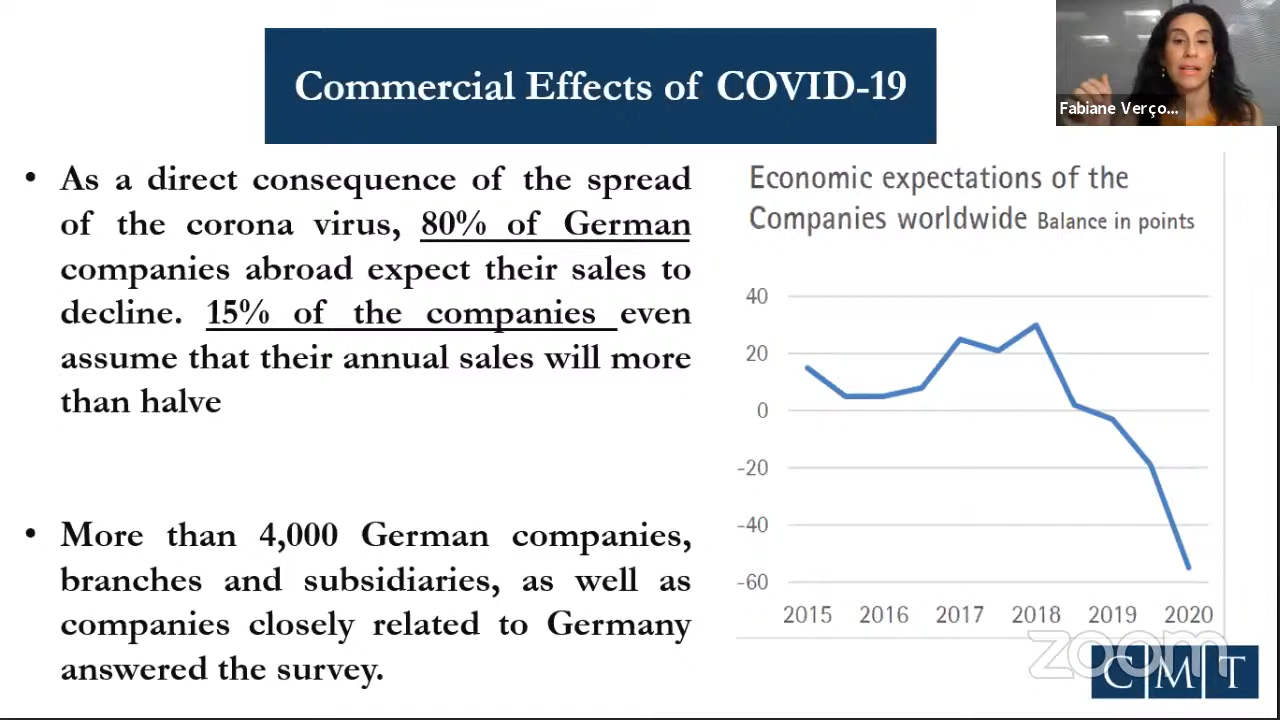 Commercial Effects of COVID-19
Fabiane Verço...
• As a direct consequence of the spread
of the corona virus, 80% of German
companies abroad expect their sales to
decline. 15% of the companies even
assume that their annual sales will more
than halve
• More than 4,000 German companies,
branches and subsidiaries, as well as
companies closely related to Germany
answered the survey.
Economic expectations of the
Companies worldwide Balance in points
40
20
0
-20
-40
-60
2015 2016 2017 2018 2019 2020
zoom
CMT